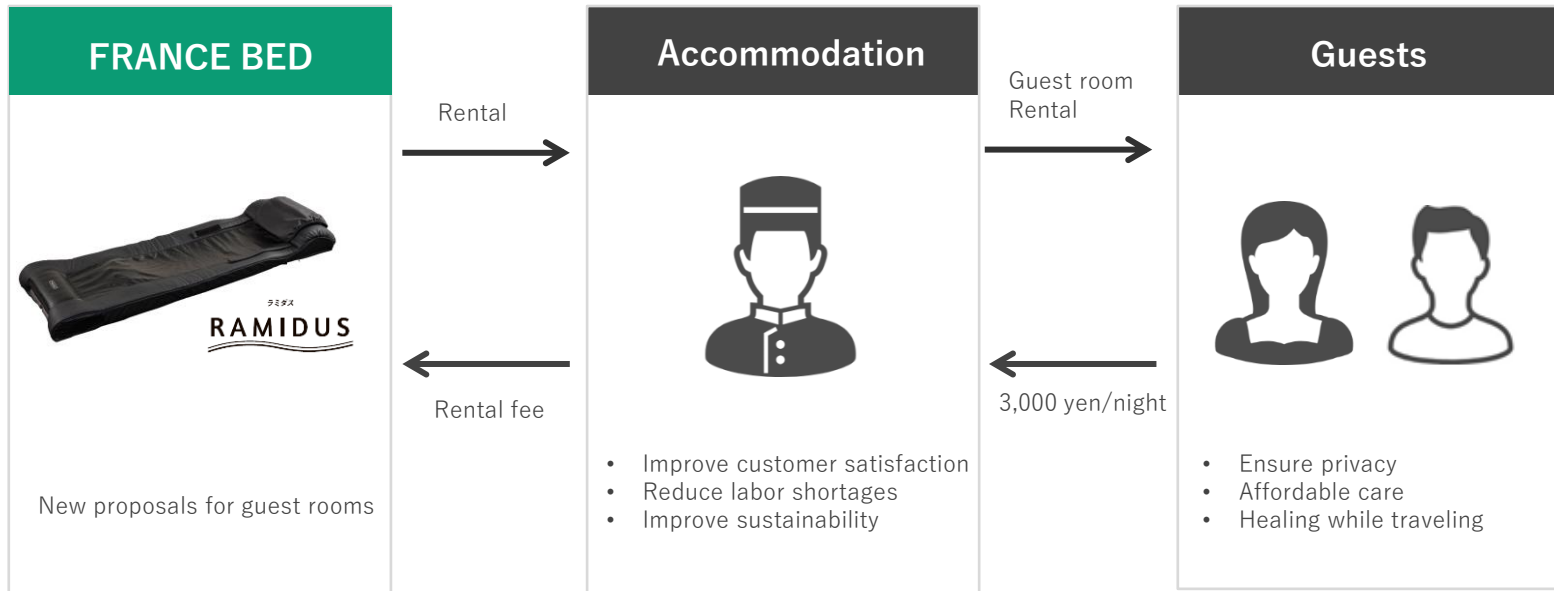 FRANCE BED
ラミダス
RAMIDUS
New proposals for guest rooms
Rental
Rental fee
Accommodation
• Improve customer satisfaction
• Reduce labor shortages
• Improve sustainability
Guest room
Rental
3,000 yen/night
Guests
• Ensure privacy
• Affordable care
• Healing while traveling